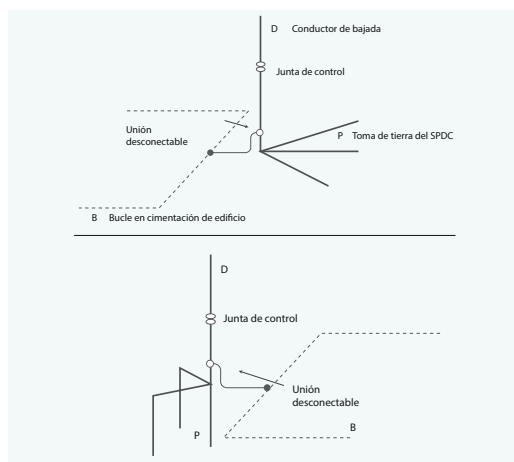 D Conductor de bajada
Junta de control
Unión
desconectable
P Toma de tierra del SPDC
B Bucle en cimentación de edificio
D
Junta de control
Unión
desconectable
B
P